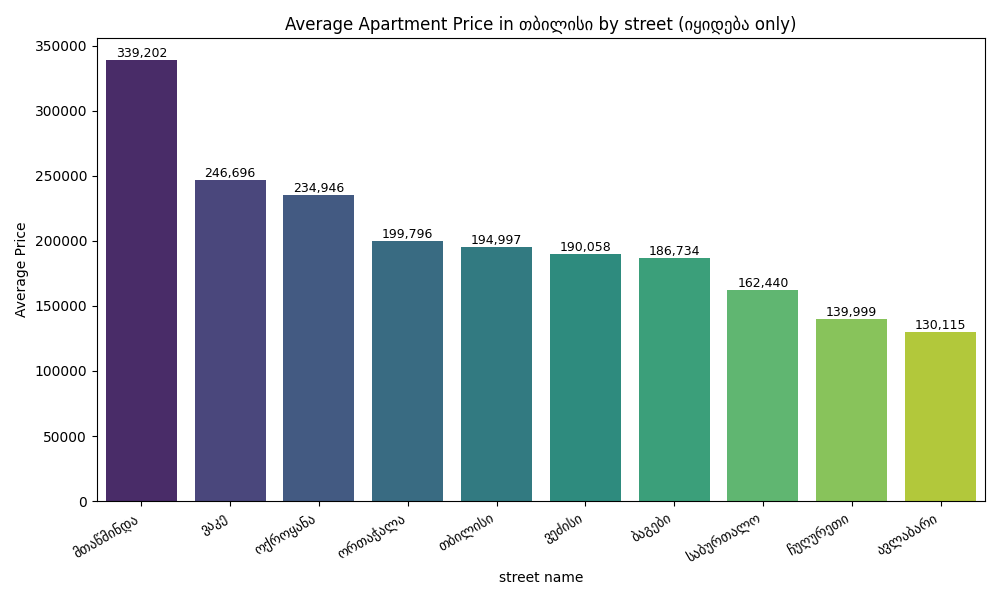 Average Apartment Price in თბილისი by street (იყიდება only)
Average Price
350000
300000
250000
200000
150000
100000
50000
0
339,202
246,696
234,946
199,796
194,997
190,058
186,734
162,440
139,999
130,115
მთაწმინდა
ვაკე
ოქროყანა
ორთაჭალა
თბილისი
ვეძისი
ბაგები
საბურთალო
ჩუღურეთი
ავლაბარი
street name